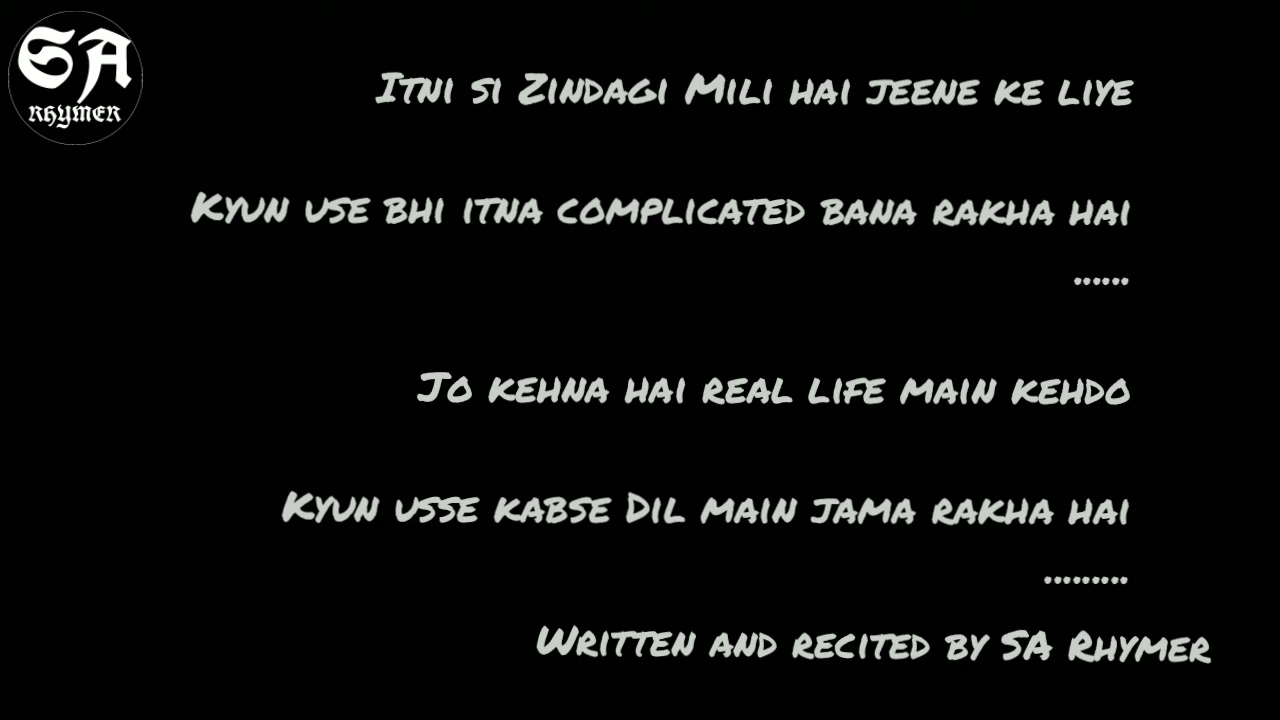 SA
RHYMER
Itni si Zindagi Mili hai jeene ke liye
Kyun use bhi itna complicated bana rakha hai
......
Jo kehna hai real life main kehdo
Kyun usse kabse Dil main jama rakha hai
.........
Written and recited by SA Rhymer